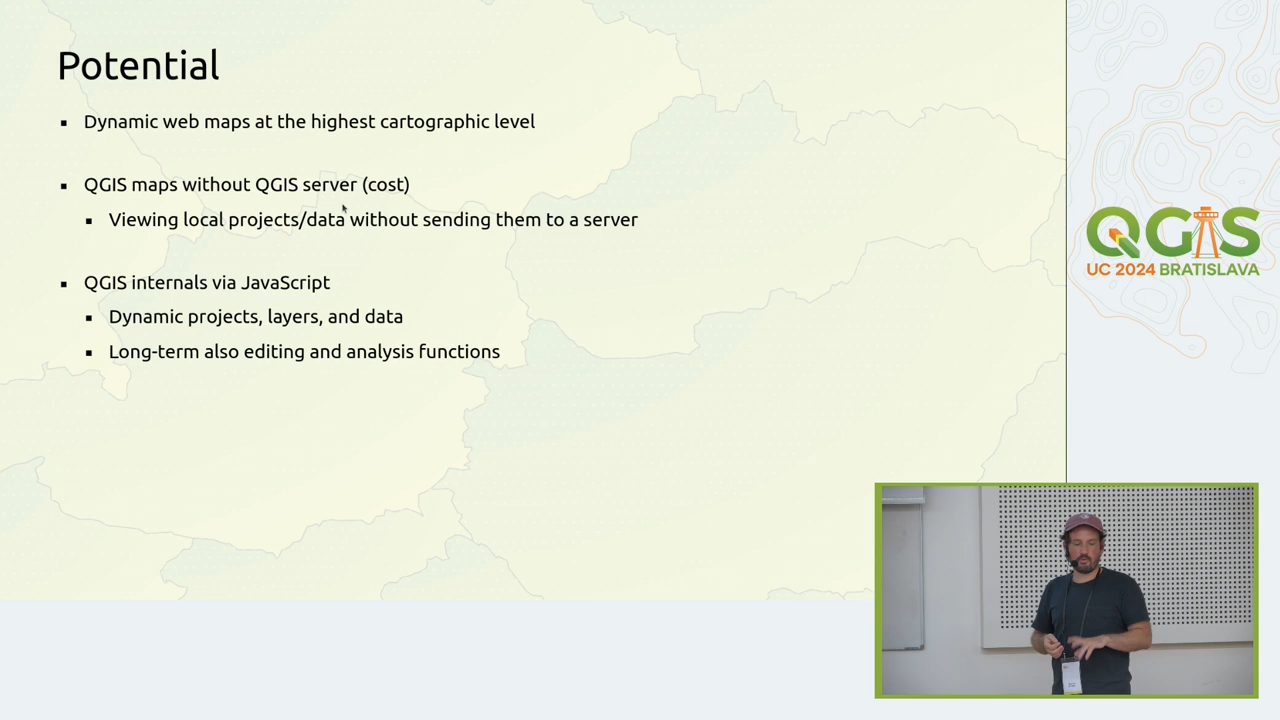 Potential
Dynamic web maps at the highest cartographic level
QGIS maps without QGIS server (cost)
Viewing local projects/data without sending them to a server
QGIS internals via JavaScript
Dynamic projects, layers, and data
Long-term also editing and analysis functions
QGIS
UC 2024 BRATISLAVA